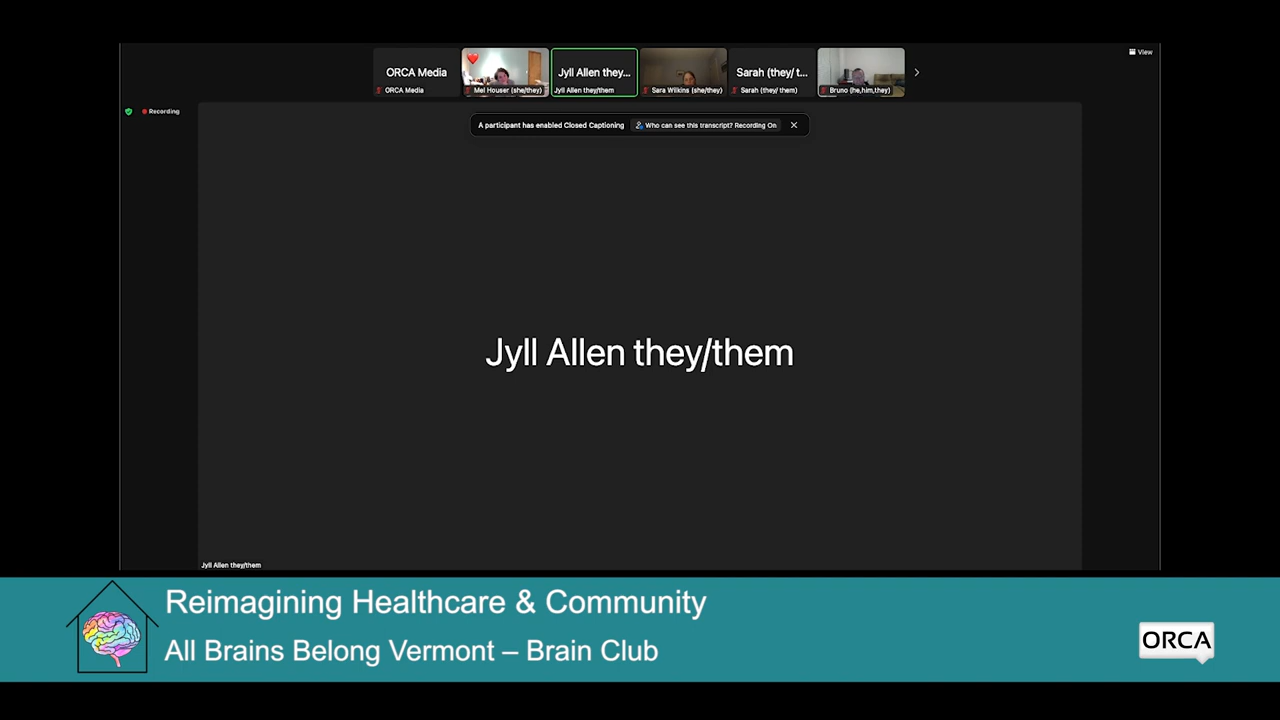 View
ORCA Media
ORCA Media
Mel Houser (she/they)
Jyll Allen they...
Jyll Allen they/them
Sara Wilkins (she/they)
Sarah (they/ t...
Sarah (they/ them)
Bruno (he,him,they)
Recording
A participant has enabled Closed Captioning
Who can see this transcript? Recording On
Jyll Allen they/them
Jyll Allen they/them
Reimagining Healthcare & Community
All Brains Belong Vermont – Brain Club
ORCA